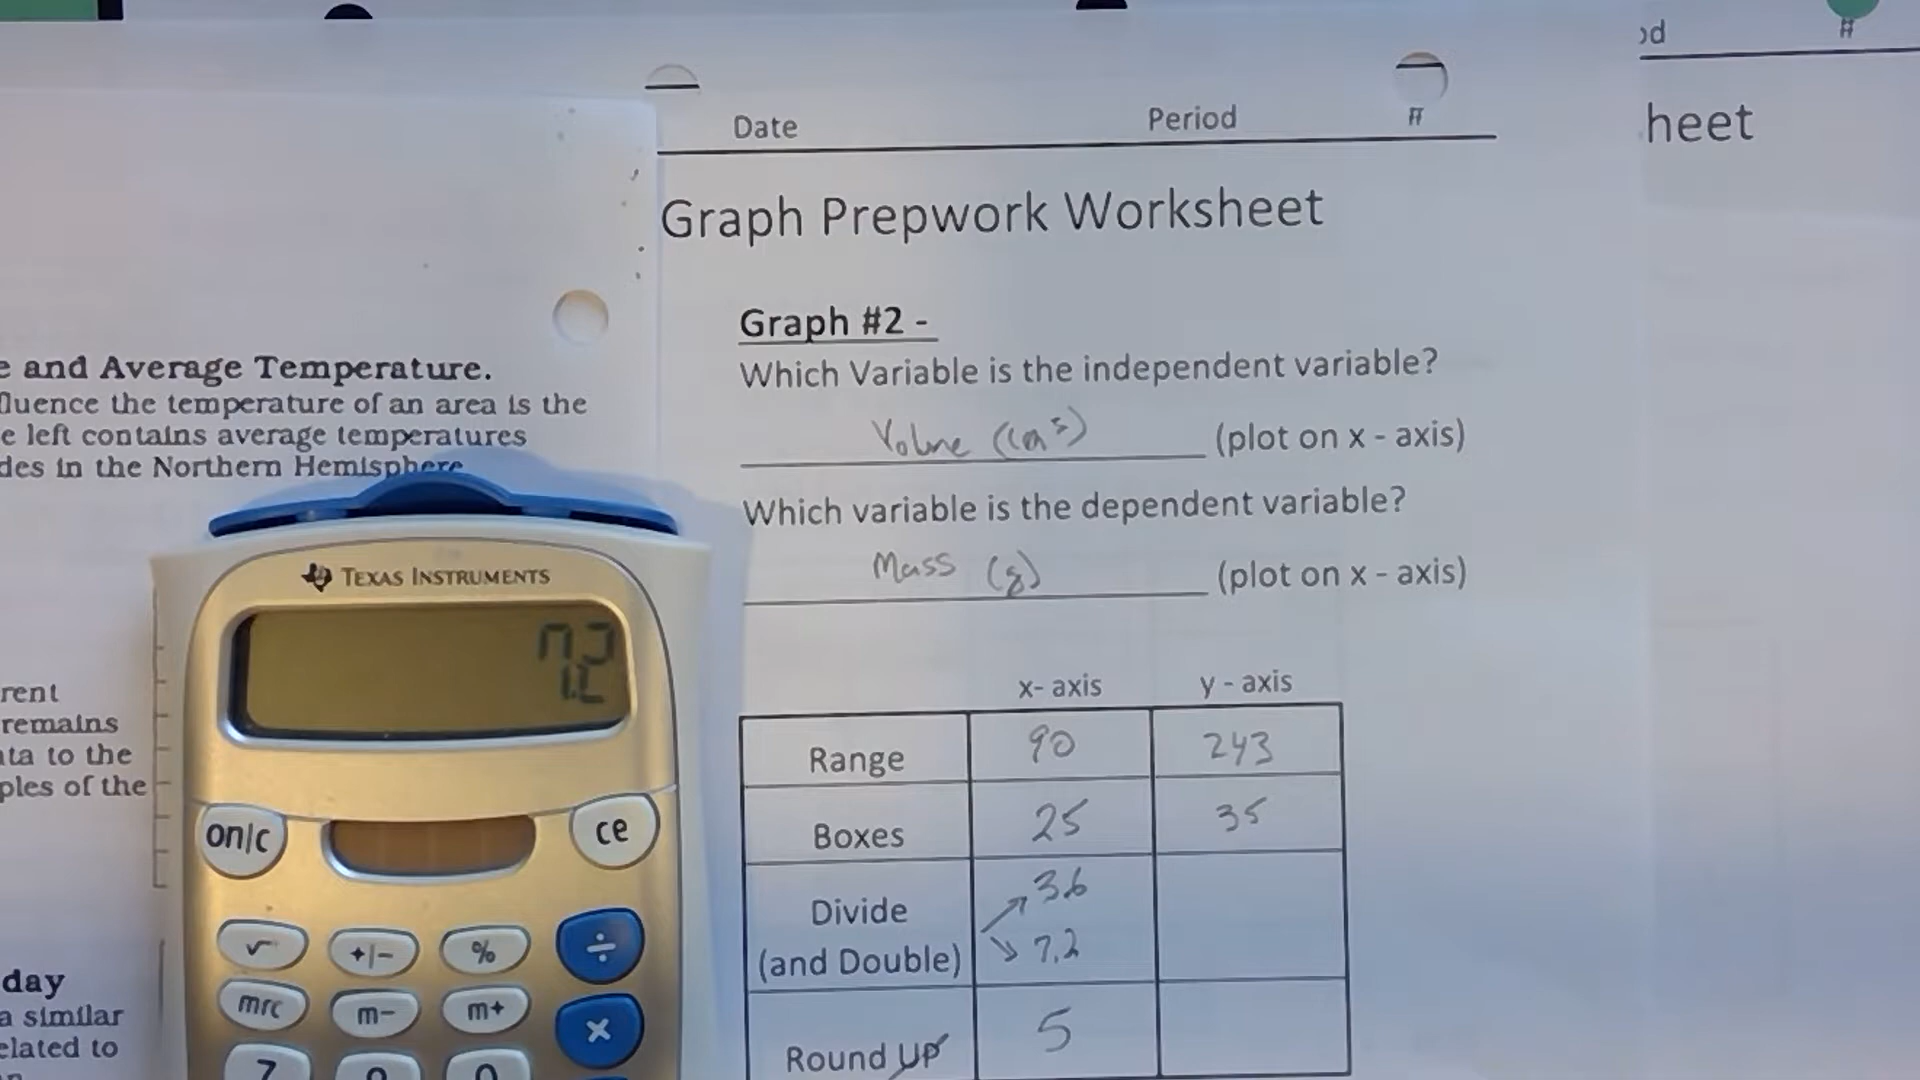 od #
heet
Date Period #
Graph Prepwork Worksheet
Graph #2 -
Which Variable is the independent variable?
Volume (cm³) (plot on x - axis)
Which variable is the dependent variable?
Mass (g) (plot on x - axis)
x- axis y - axis
Range 90 243
Boxes 25 35
Divide
(and Double) 3.6
7.2
Round UP 5
e and Average Temperature.
fluence the temperature of an area is the
e left contains average temperatures
des in the Northern Hemisphere
rent
remains
ata to the
ples of the
day
a similar
elated to
TEXAS INSTRUMENTS
7.2
on/c ce
√ +/− % ÷
mrc m− m+ ×
7